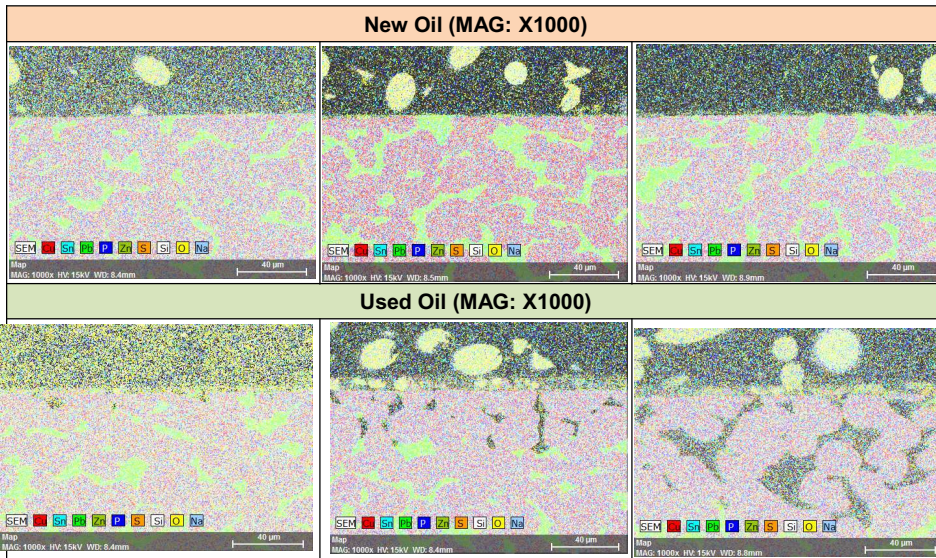 New Oil (MAG: X1000)
SEM Cu Sn Pb P Zn S Si O Na
Map
MAG: 1000x HV: 15kV WD: 8.4mm
40 µm
SEM Cu Sn Pb P Zn S Si O Na
Map
MAG: 1000x HV: 15kV WD: 8.5mm
40 µm
SEM Cu Sn Pb P Zn S Si O Na
Map
MAG: 1000x HV: 15kV WD: 8.9mm
40 µm
Used Oil (MAG: X1000)
SEM Cu Sn Pb Zn P S Si O Na
Map
MAG: 1000x HV: 15kV WD: 8.4mm
40 µm
SEM Cu Sn Pb P Zn S Si O Na
Map
MAG: 1000x HV: 15kV WD: 8.4mm
40 µm
SEM Cu Sn Pb Zn P S Si O Na
Map
MAG: 1000x HV: 15kV WD: 8.8mm
40 µm